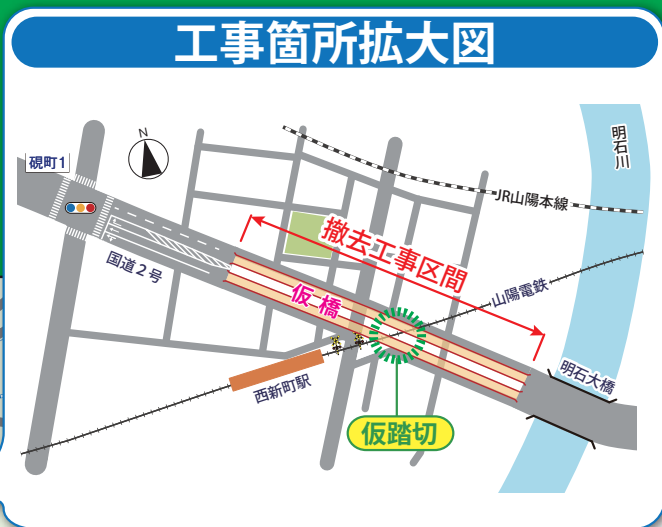 工事箇所拡大図
明石川
N
硯町1
JR山陽本線
撤去工事区間
国道2号
仮橋
山陽電鉄
西新町駅
明石大橋
仮踏切